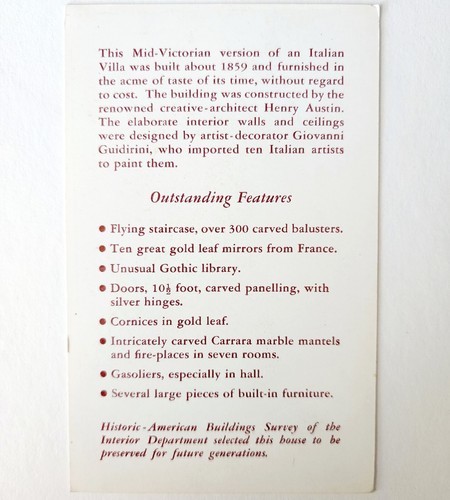 This Mid-Victorian version of an Italian
Villa was built about 1859 and furnished in
the acme of taste of its time, without regard
to cost. The building was constructed by the
renowned creative-architect Henry Austin.
The elaborate interior walls and ceilings
were designed by artist-decorator Giovanni
Guidirini, who imported ten Italian artists
to paint them.
Outstanding Features
• Flying staircase, over 300 carved balusters.
• Ten great gold leaf mirrors from France.
• Unusual Gothic library.
• Doors, 10½ foot, carved panelling, with
silver hinges.
• Cornices in gold leaf.
• Intricately carved Carrara marble mantels
and fire-places in seven rooms.
• Gasoliers, especially in hall.
• Several large pieces of built-in furniture.
Historic-American Buildings Survey of the
Interior Department selected this house to be
preserved for future generations.